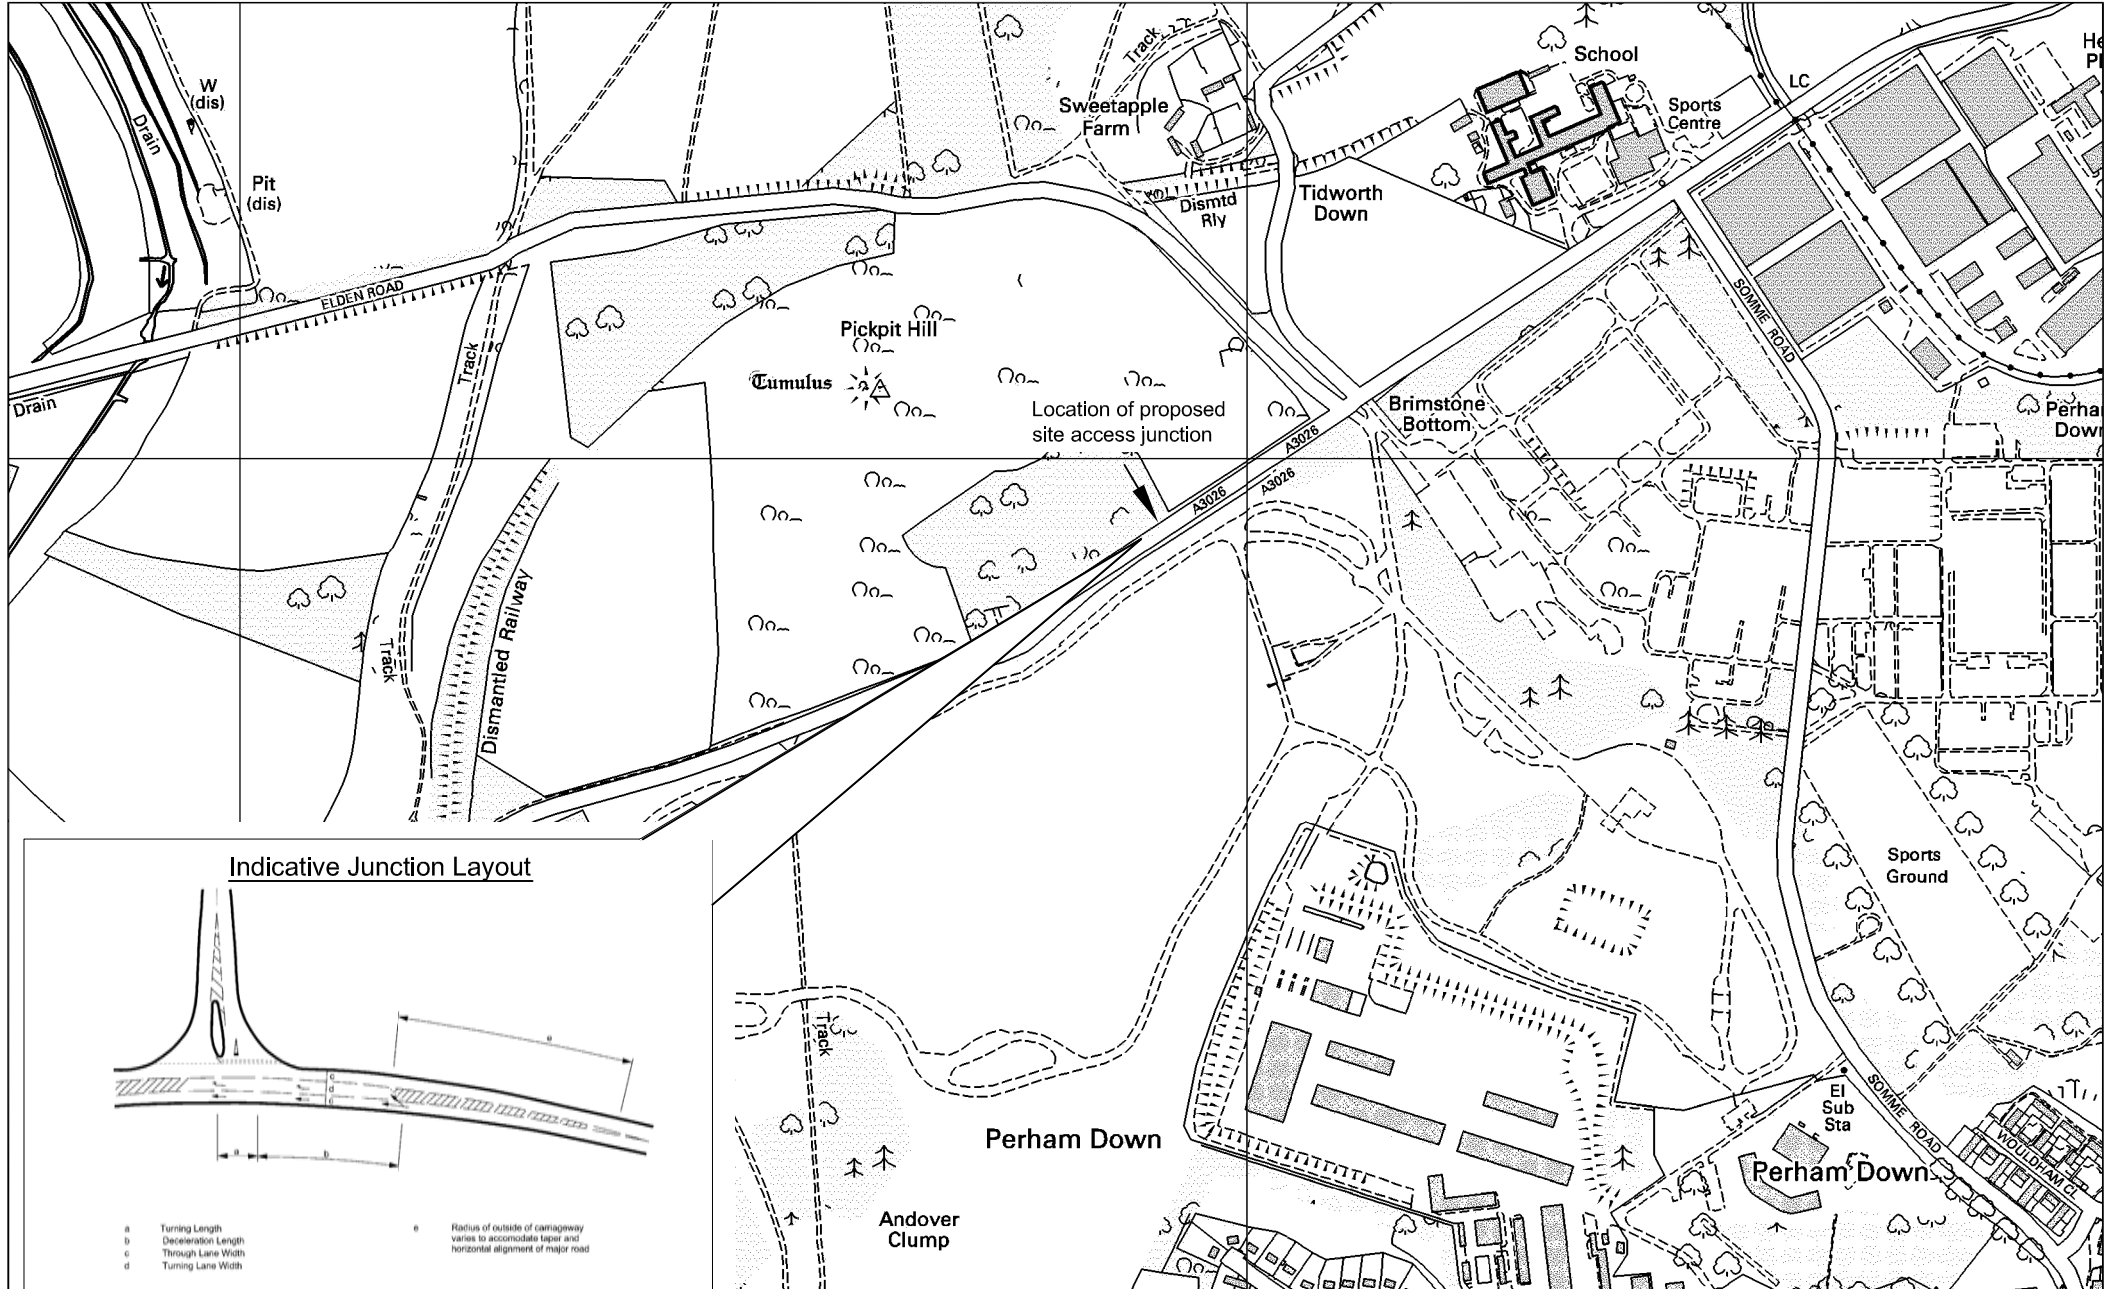 School
W
(dis)
Drain
Pit
(dis)
Track
Sweetapple
Farm
LC
Sports
Centre
Tidworth
Down
Dismtd
Rly
SOMME ROAD
ELDEN ROAD
Pickpit Hill
Track
Tumulus
Drain
Location of proposed
site access junction
Brimstone
Bottom
A3026
A3026
A3026
Dismantled Railway
Track
Sports
Ground
Indicative Junction Layout
e
c
d
c
a
b
a Turning Length
b Deceleration Length
c Through Lane Width
d Turning Lane Width
e Radius of outside of carriageway
varies to accomodate taper and
horizontal alignment of major road
Track
Perham Down
Andover
Clump
El
Sub
Sta
SOMME ROAD
WOULDHAM CL
Perham Down